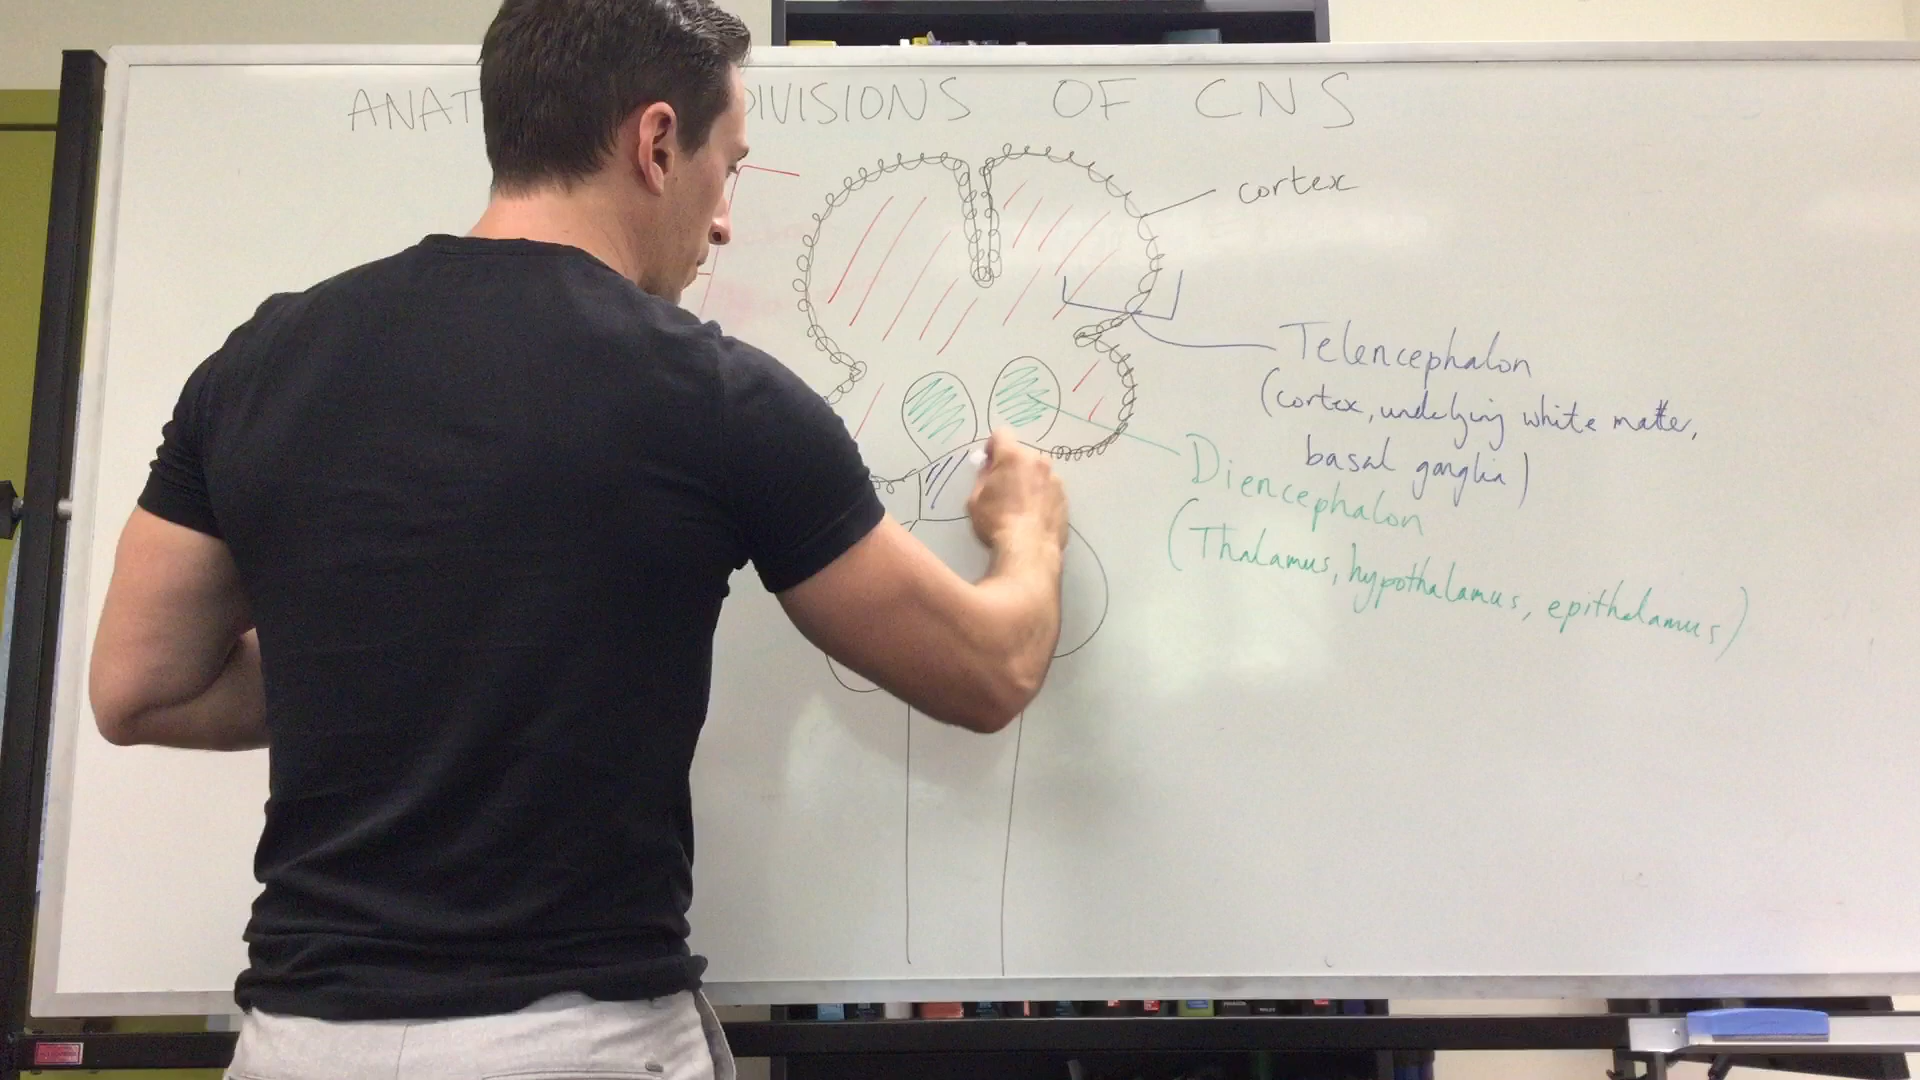 ANAT DIVISIONS OF CNS
cortex
Telencephalon
(cortex, underlying white matter,
basal ganglia)
Diencephalon
(Thalamus, hypothalamus, epithalamus)